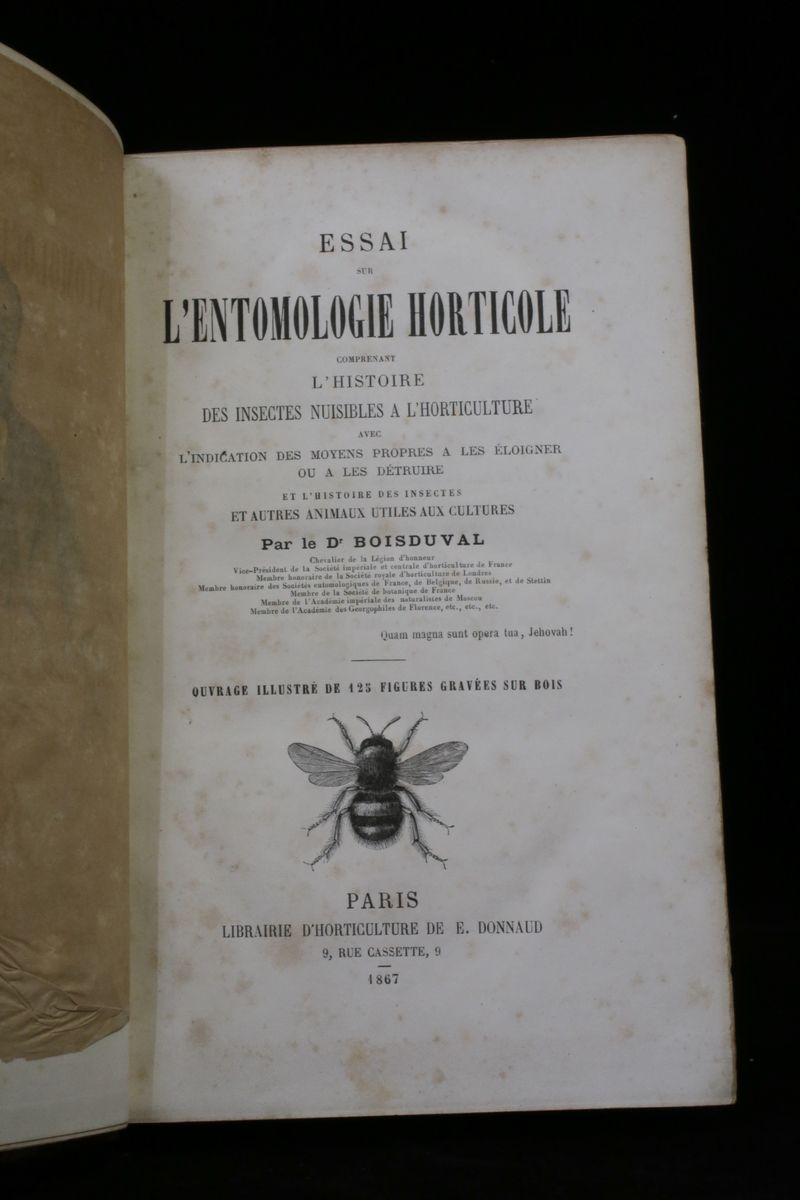 ESSAI
SUR
L'ENTOMOLOGIE HORTICOLE
COMPRENANT
L'HISTOIRE
DES INSECTES NUISIBLES A L'HORTICULTURE
AVEC
L'INDICATION DES MOYENS PROPRES A LES ÉLOIGNER
OU A LES DÉTRUIRE
ET L'HISTOIRE DES INSECTES
ET AUTRES ANIMAUX UTILES AUX CULTURES
Par le Dr BOISDUVAL
Chevalier de la Légion d'honneur
Vice-Président de la Société impériale et centrale d'horticulture de France
Membre honoraire de la Société royale d'horticulture de Londres
Membre honoraire des Sociétés entomologiques de France, de Belgique, de Russie, et de Stettin
Membre de la Société de botanique de France
Membre de l'Académie impériale des naturalistes de Moscou
Membre de l'Académie des Georgophiles de Florence, etc., etc., etc.
Quam magna sunt opera tua, Jehovah!
OUVRAGE ILLUSTRÉ DE 125 FIGURES GRAVÉES SUR BOIS
PARIS
LIBRAIRIE D'HORTICULTURE DE E. DONNAUD
9, RUE CASSETTE, 9
1867